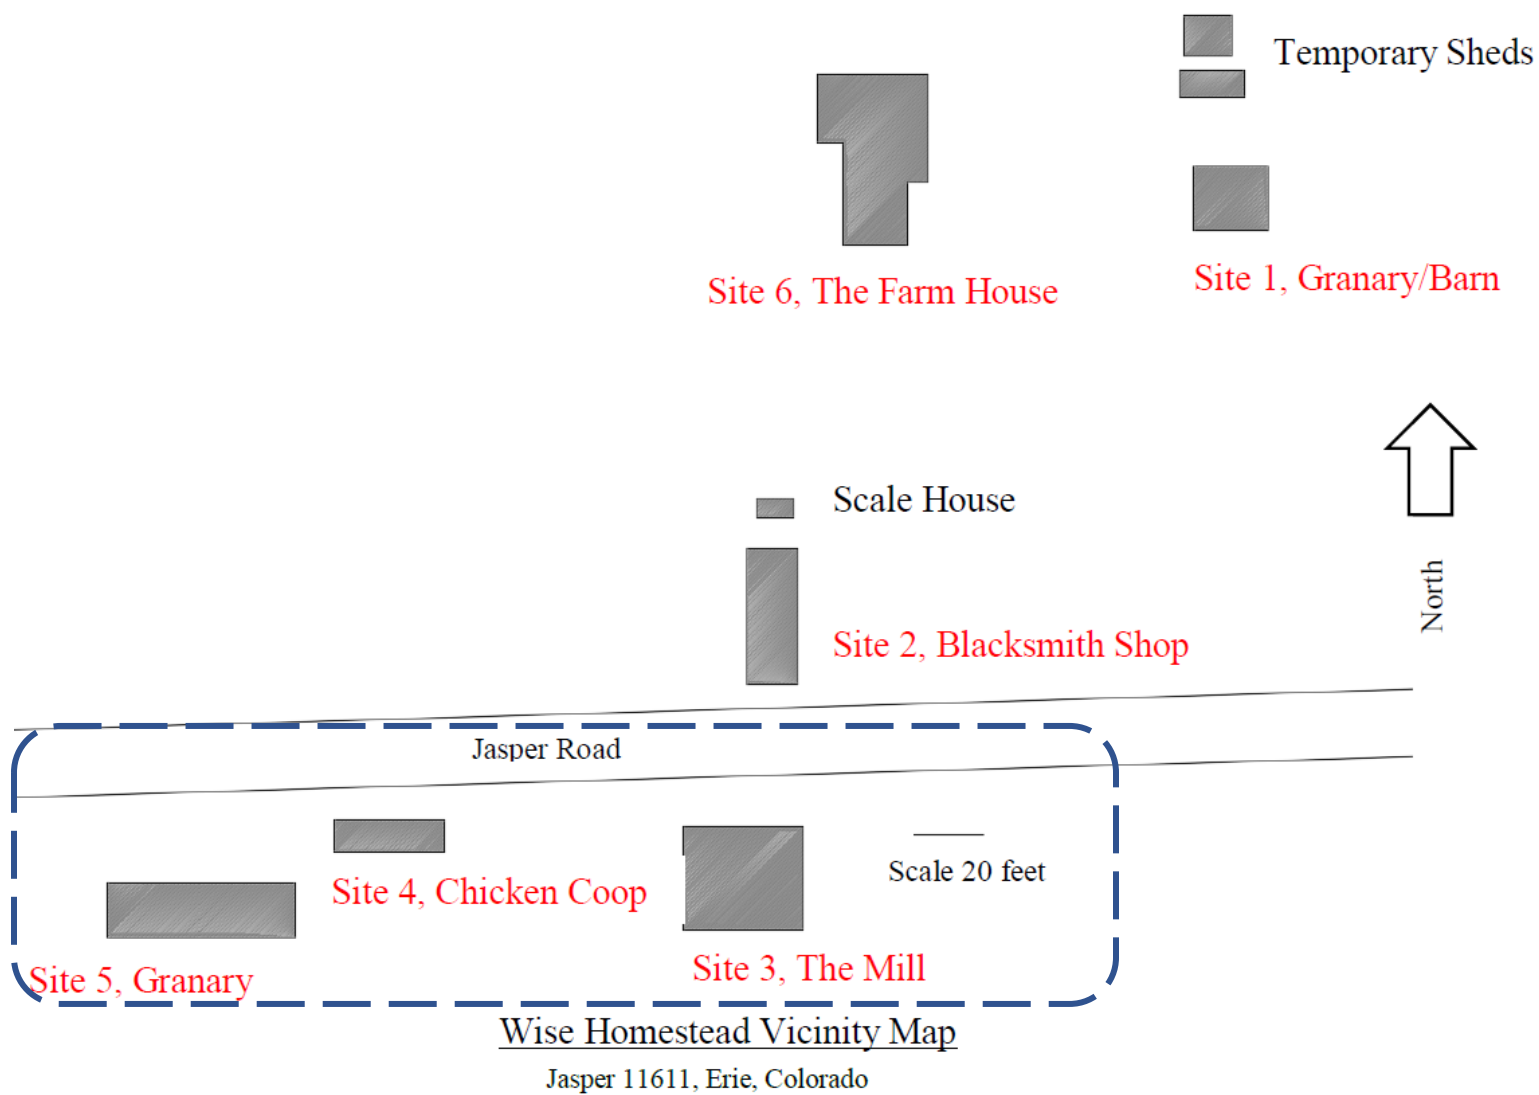 Temporary Sheds
Site 6, The Farm House
Site 1, Granary/Barn
Scale House
North
Site 2, Blacksmith Shop
Jasper Road
Scale 20 feet
Site 4, Chicken Coop
Site 3, The Mill
Site 5, Granary
Wise Homestead Vicinity Map
Jasper 11611, Erie, Colorado